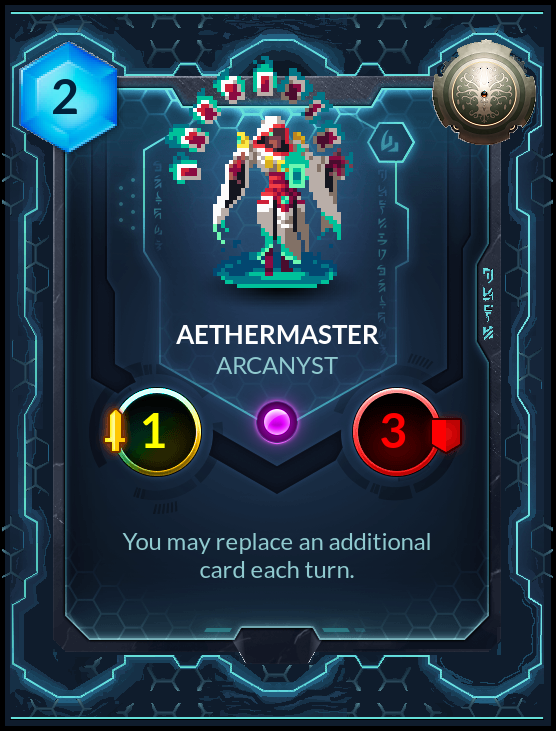 2
AETHERMASTER
ARCANYST
1
3
You may replace an additional
card each turn.